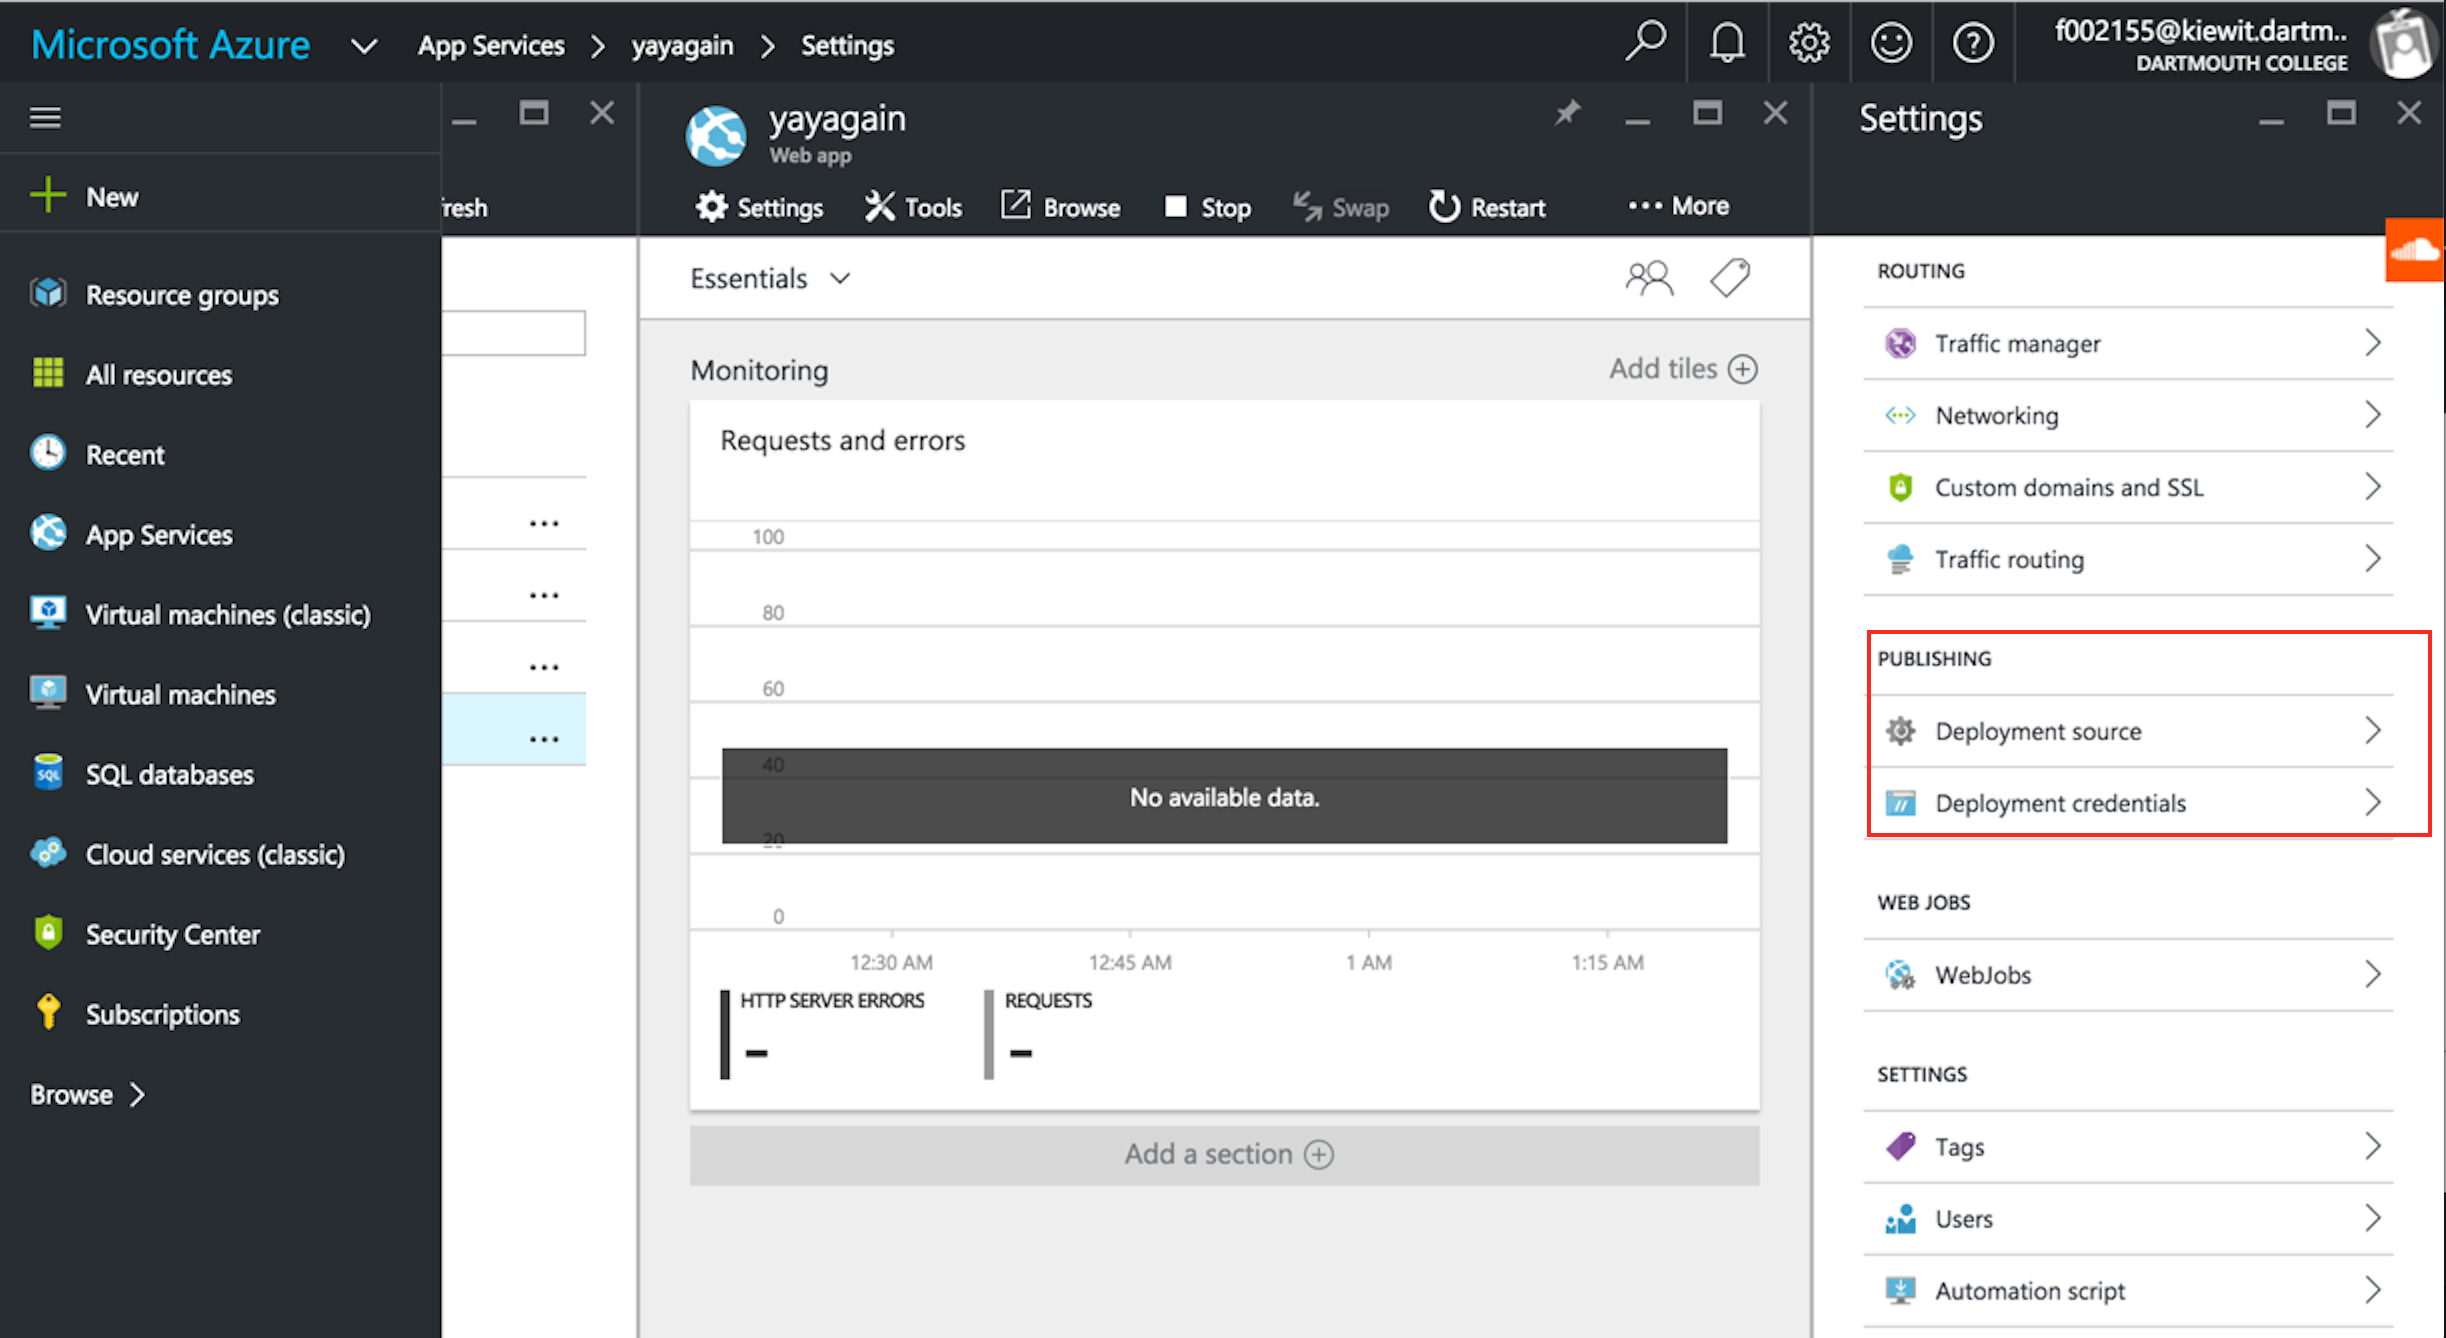 Microsoft Azure
App Services
yayagain
Settings
f002155@kiewit.dartm..
DARTMOUTH COLLEGE
New
Resource groups
All resources
Recent
App Services
Virtual machines (classic)
Virtual machines
SQL databases
SQL
Cloud services (classic)
Security Center
Subscriptions
Browse
fresh
yayagain
Web app
Settings
Tools
Browse
Stop
Swap
Restart
More
Essentials
Monitoring
Add tiles
Requests and errors
100
80
60
40
No available data.
20
0
12:30 AM
12:45 AM
1 AM
1:15 AM
HTTP SERVER ERRORS
REQUESTS
Add a section
Settings
ROUTING
Traffic manager
Networking
Custom domains and SSL
Traffic routing
PUBLISHING
Deployment source
Deployment credentials
WEB JOBS
WebJobs
SETTINGS
Tags
Users
Automation script